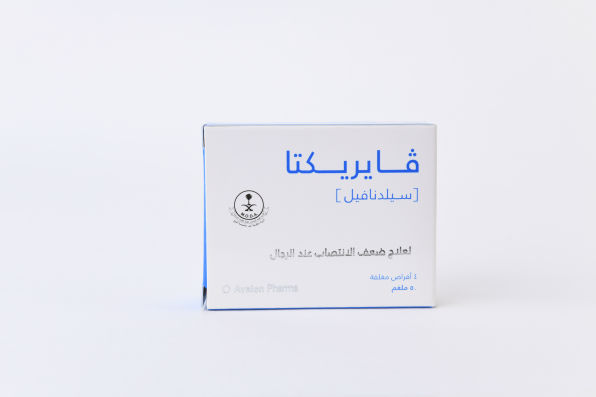 ڤايريكتا
[سيلدنافيل]
M.O.D.A
لعلاج ضعف الانتصاب عند الرجال
٤ أقراص مغلفة
٥٠ ملغم
Avalon Pharma